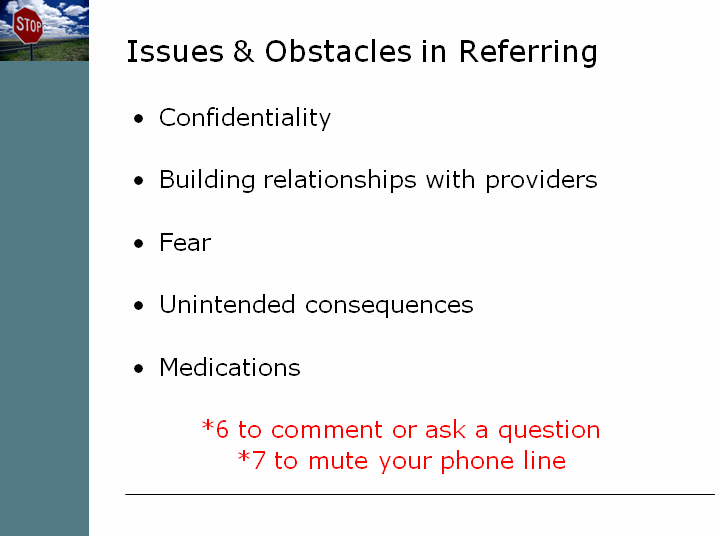 STOP
Issues & Obstacles in Referring
• Confidentiality
• Building relationships with providers
• Fear
• Unintended consequences
• Medications
*6 to comment or ask a question
*7 to mute your phone line